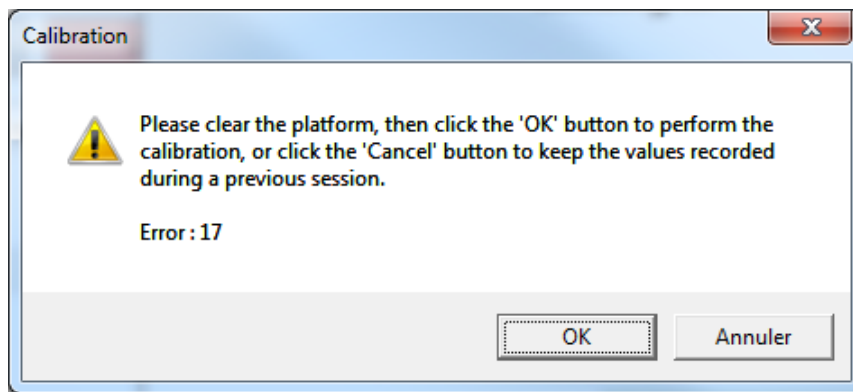 Calibration
Please clear the platform, then click the 'OK' button to perform the
calibration, or click the 'Cancel' button to keep the values recorded
during a previous session.
Error : 17
OK
Annuler